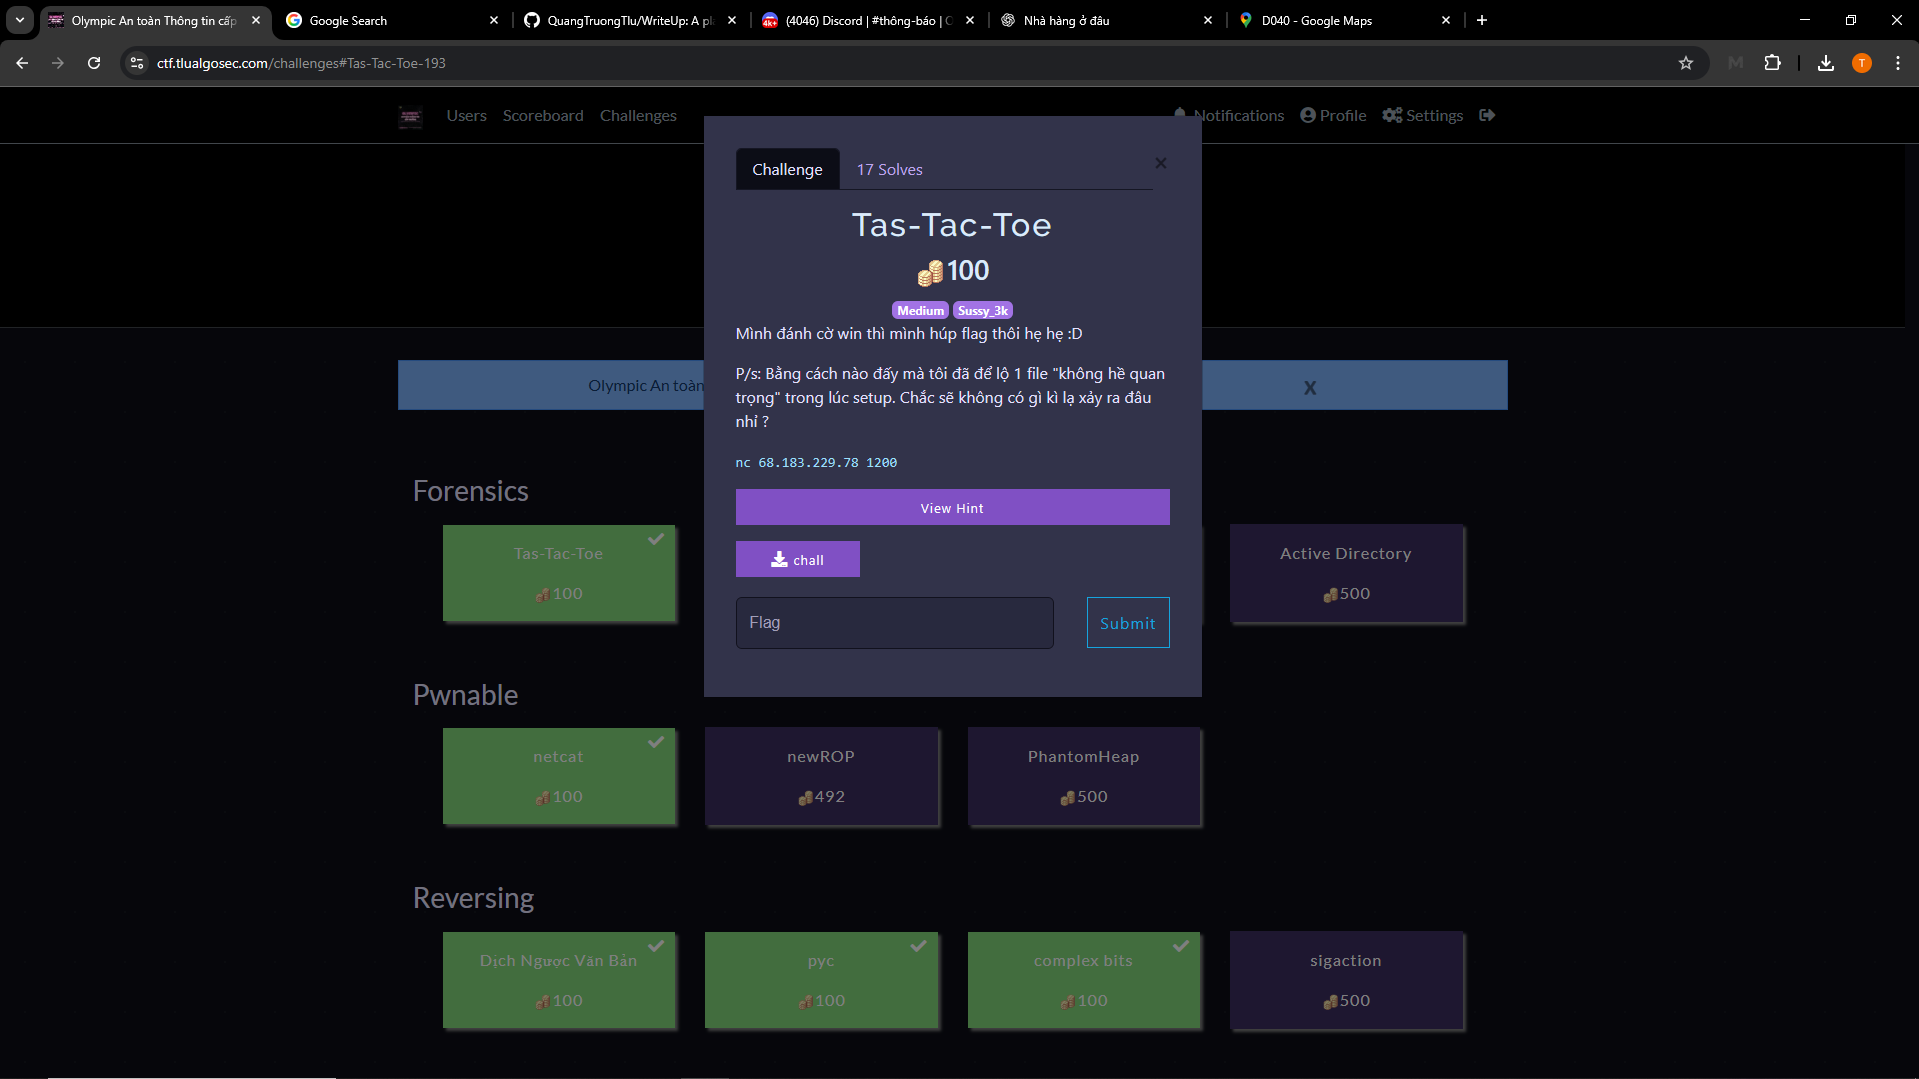 Olympic An toàn Thông tin cấp
Google Search
QuangTruongTlu/WriteUp: A pl
(4046) Discord | #thông-báo |
Nhà hàng ở đâu
D040 - Google Maps
ctf.tlualgosec.com/challenges#Tas-Tac-Toe-193
M
T
Users
Scoreboard
Challenges
Notifications
Profile
Settings
Challenge
17 Solves
×
Tas-Tac-Toe
100
Medium
Sussy_3k
Mình đánh cờ win thì mình húp flag thôi hẹ hẹ :D
P/s: Bằng cách nào đấy mà tôi đã để lộ 1 file "không hề quan
trọng" trong lúc setup. Chắc sẽ không có gì kì lạ xảy ra đâu
nhỉ ?
nc 68.183.229.78 1200
View Hint
chall
Flag
Submit
Olympic An toàn
X
Forensics
Tas-Tac-Toe
100
Active Directory
500
Pwnable
netcat
100
newROP
492
PhantomHeap
500
Reversing
Dịch Ngược Văn Bản
100
pyc
100
complex bits
100
sigaction
500